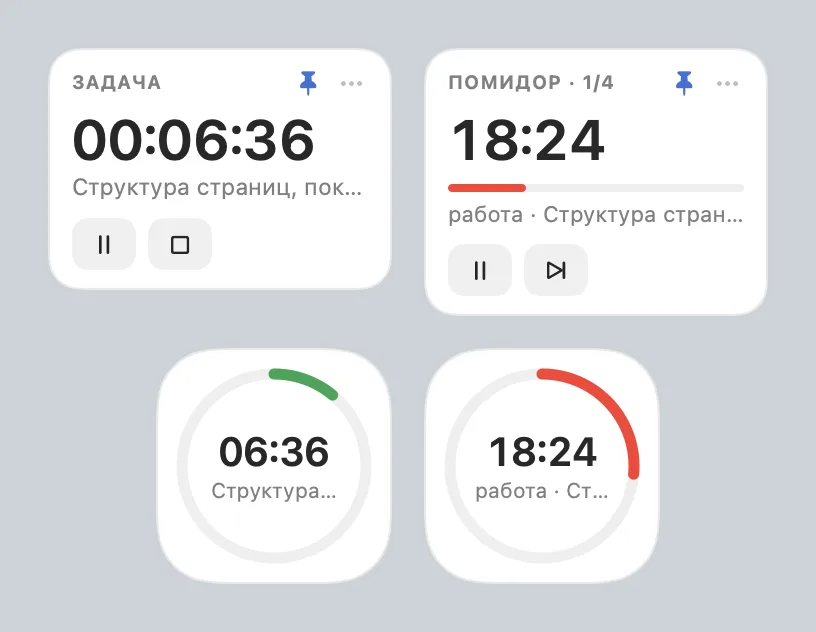 ЗАДАЧА
00:06:36
Структура страниц, пок...
ПОМИДОР · 1/4
18:24
работа · Структура стран...
06:36
Структура...
18:24
работа · Ст...